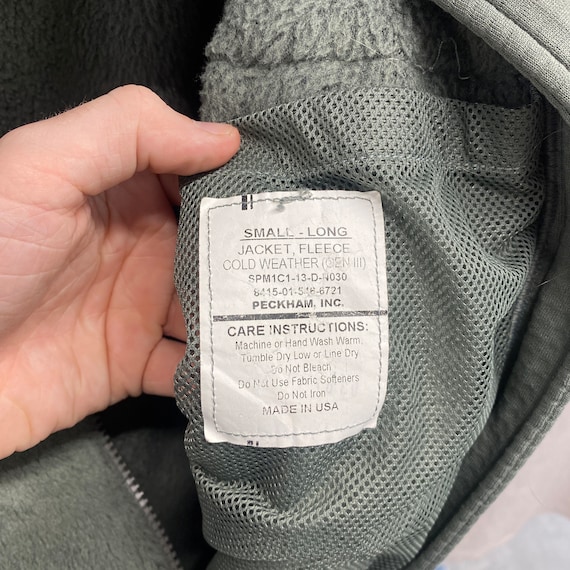 SMALL - LONG
JACKET, FLEECE
COLD WEATHER (GEN III)
SPM1C1-13-D-N030
8415-01-546-6721
PECKHAM, INC.
CARE INSTRUCTIONS:
Machine or Hand Wash Warm
Tumble Dry Low or Line Dry
Do Not Bleach
Do Not Use Fabric Softeners
Do Not Iron
MADE IN USA